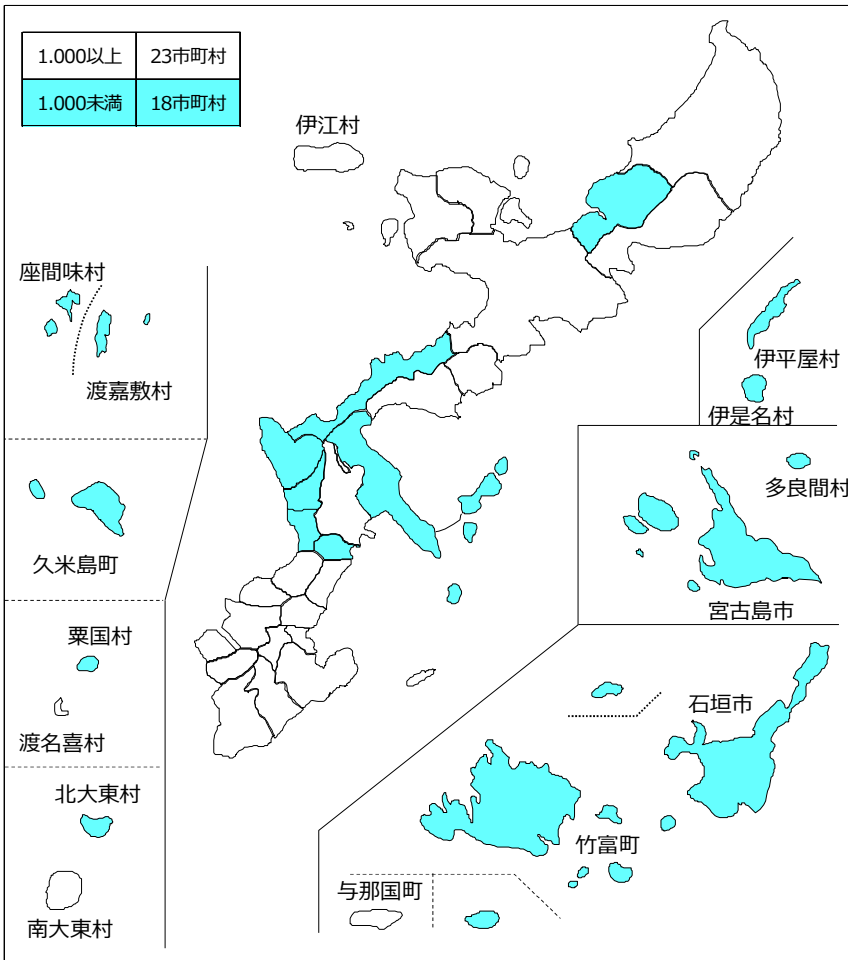 1.000以上 23市町村
1.000未満 18市町村
伊江村
座間味村
渡嘉敷村
伊平屋村
伊是名村
多良間村
久米島町
宮古島市
粟国村
渡名喜村
石垣市
北大東村
竹富町
与那国町
南大東村